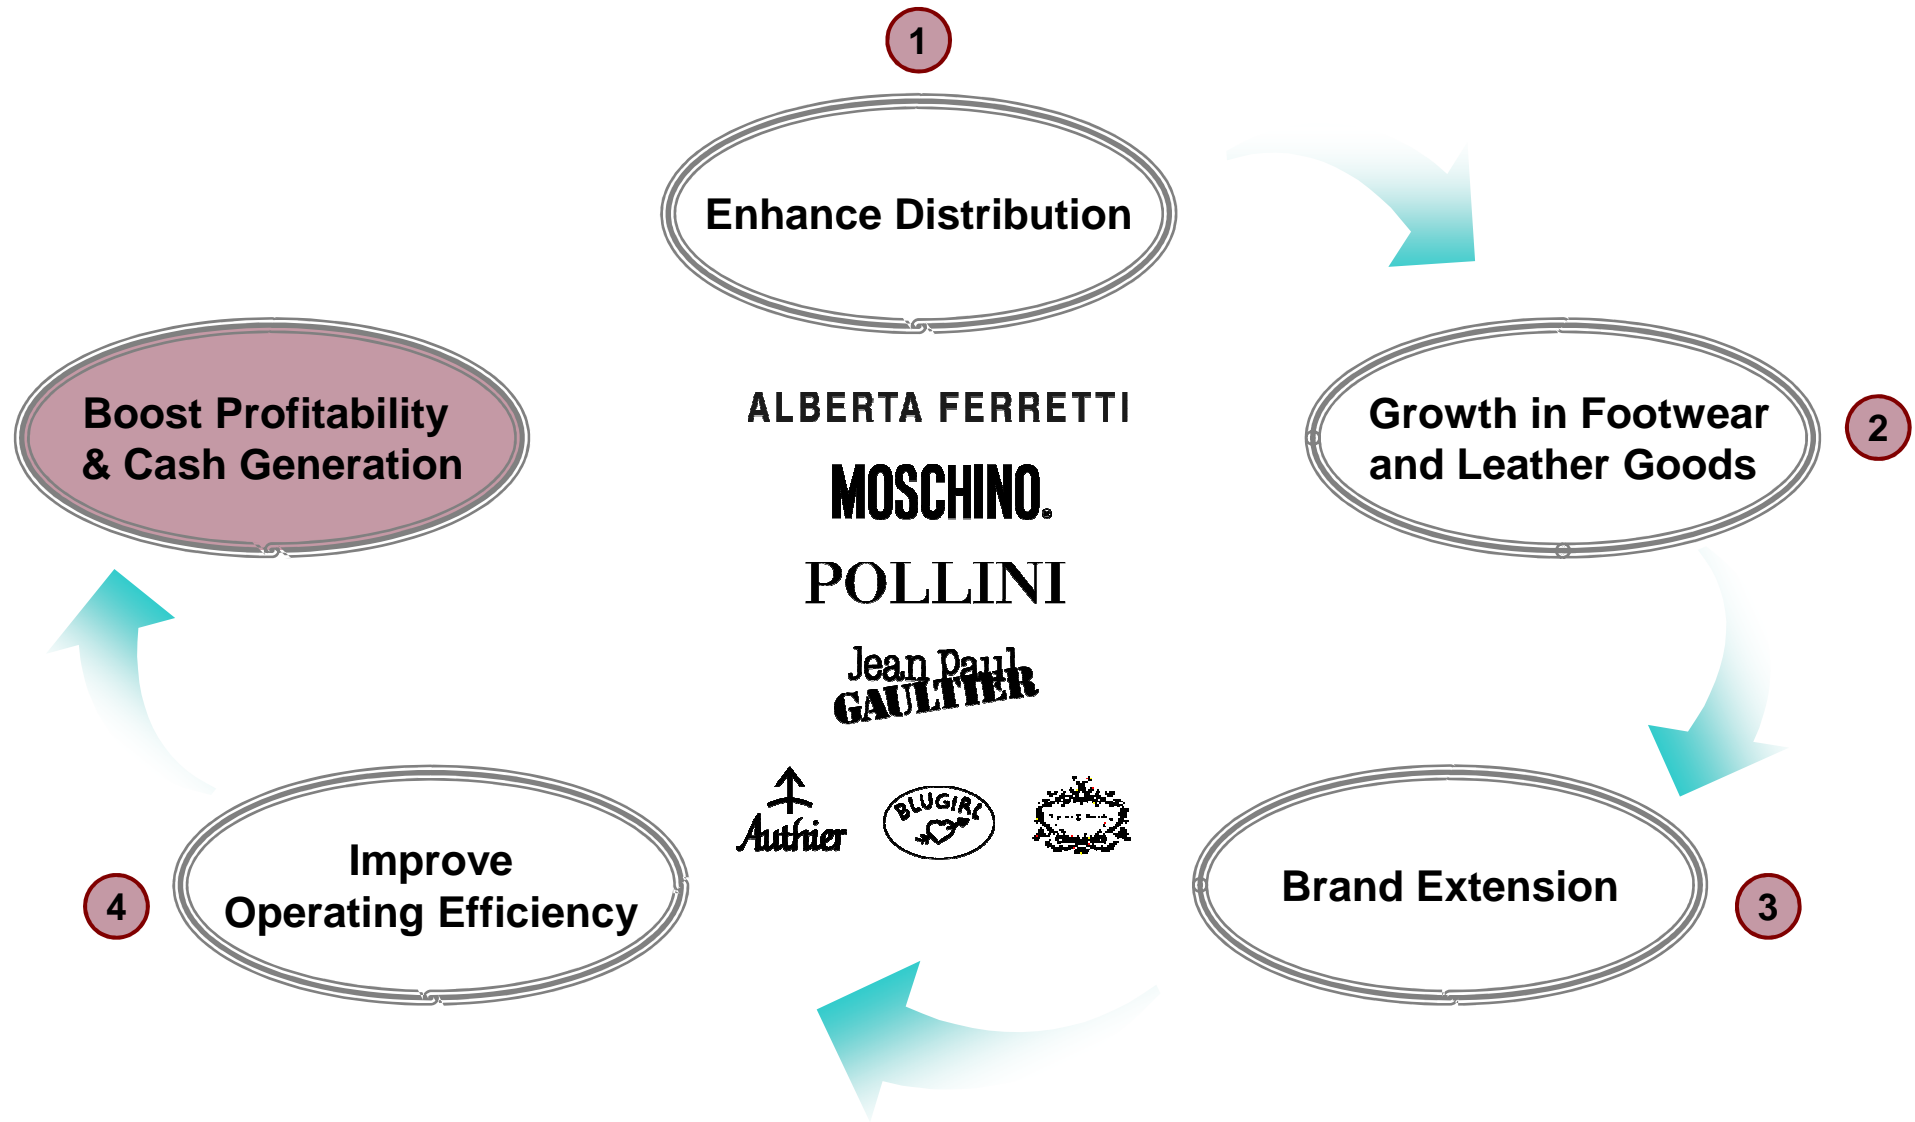 1
Enhance Distribution
Boost Profitability
& Cash Generation
Growth in Footwear
and Leather Goods
2
ALBERTA FERRETTI
MOSCHINO.
POLLINI
Jean Paul
GAULTIER
Authier
BLUGIRL
Improve
Operating Efficiency
4
Brand Extension
3